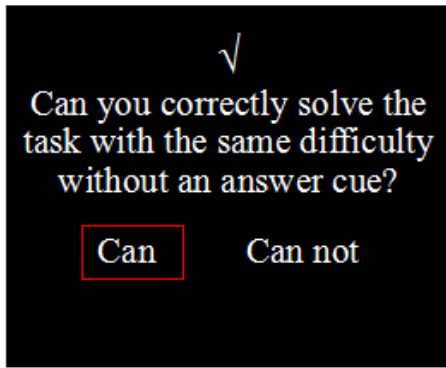 √
Can you correctly solve the
task with the same difficulty
without an answer cue?
Can Can not